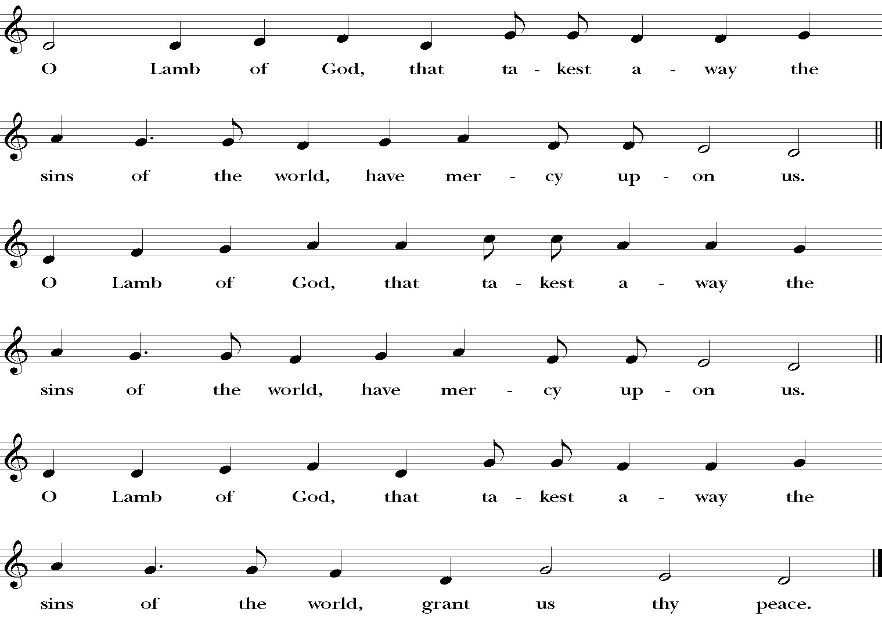 O Lamb of God, that ta - kest a - way the
sins of the world, have mer - cy up - on us.
O Lamb of God, that ta - kest a - way the
sins of the world, have mer - cy up - on us.
O Lamb of God, that ta - kest a - way the
sins of the world, grant us thy peace.